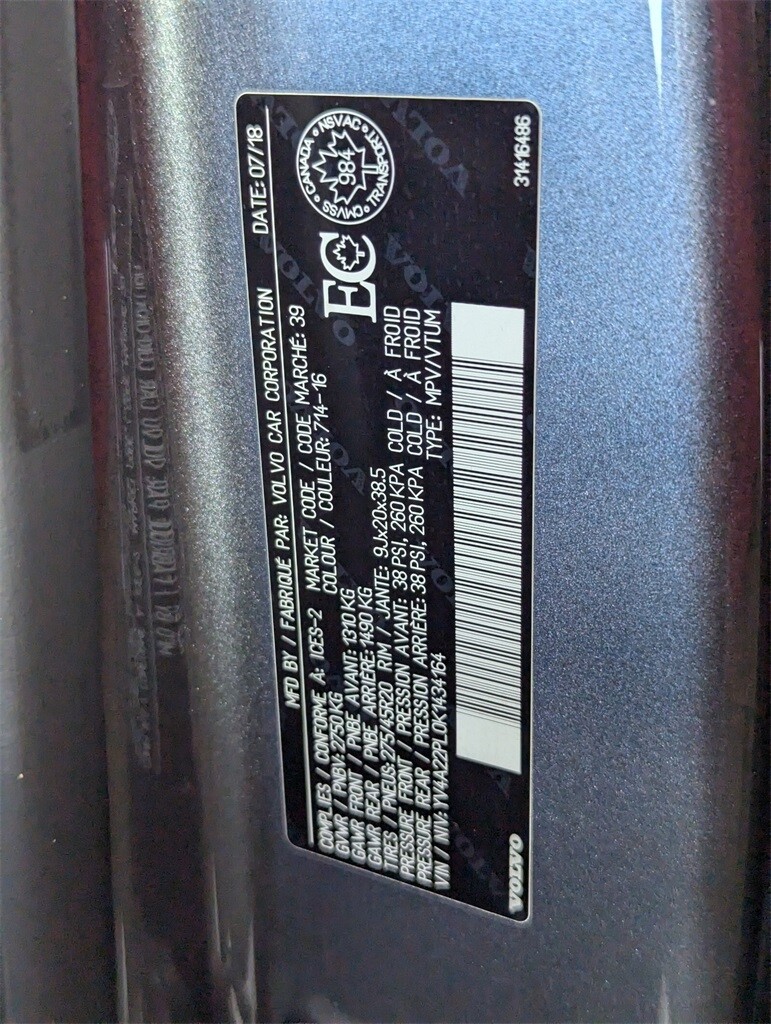 MFD BY / FABRIQUÉ PAR: VOLVO CAR CORPORATION DATE: 07/18
COMPLIES / CONFORME A: ICES-2 MARKET CODE / CODE MARCHÉ: 39
GVWR / PNBV: 2750 KG COLOUR / COULEUR: 714-16
GAWR FRONT / PNBE AVANT: 1310 KG
GAWR REAR / PNBE ARRIÈRE: 1490 KG
TIRES / PNEUS: 275/45R20 RIM / JANTE: 9Jx20x38.5
PRESSURE FRONT / PRESSION AVANT: 38 PSI, 260 KPA COLD / À FROID
PRESSURE REAR / PRESSION ARRIÈRE: 38 PSI, 260 KPA COLD / À FROID
VIN / NIV: YV4A22PL0K1434164 TYPE: MPV/VTUM
EC
CANADA • NSVAC • TRANSPORT • CMVSS •
984
VOLVO
31416486